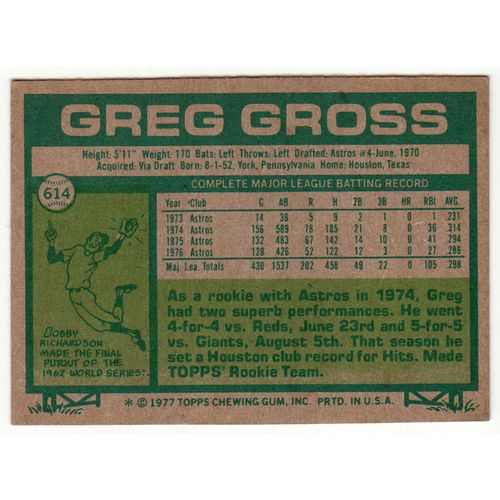 GREG GROSS
Height: 5'11" Weight: 170 Bats: Left Throws: Left Drafted: Astros #4-June, 1970
Acquired: Via Draft Born: 8-1-52, York, Pennsylvania Home: Houston, Texas
614
COMPLETE MAJOR LEAGUE BATTING RECORD
Year Club G AB R H 2B 3B HR RBI AVG.
1973 Astros 14 39 5 9 2 1 0 1 .231
1974 Astros 156 589 78 185 21 8 0 36 .314
1975 Astros 132 483 67 142 14 10 0 41 .294
1976 Astros 128 426 52 122 12 3 0 27 .286
Maj. Lea. Totals 430 1537 202 458 49 22 0 105 .298
BOBBY
RICHARDSON
MADE THE FINAL
PUTOUT OF THE
1962 WORLD SERIES.
As a rookie with Astros in 1974, Greg
had two superb performances. He went
4-for-4 vs. Reds, June 23rd and 5-for-5
vs. Giants, August 5th. That season he
set a Houston club record for Hits. Made
TOPPS' Rookie Team.
* © 1977 TOPPS CHEWING GUM, INC. PRTD. IN U.S.A.